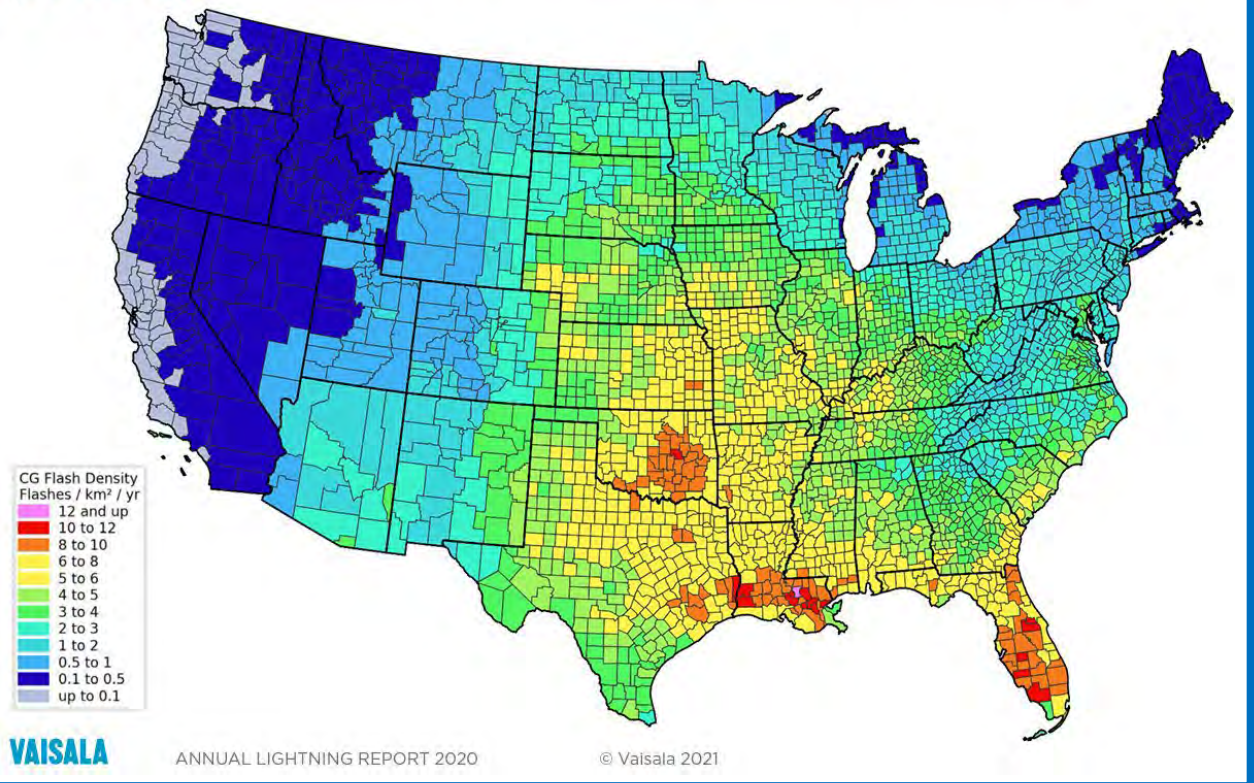 CG Flash Density
Flashes / km² / yr
12 and up
10 to 12
8 to 10
6 to 8
5 to 6
4 to 5
3 to 4
2 to 3
1 to 2
0.5 to 1
0.1 to 0.5
up to 0.1
VAISALA
ANNUAL LIGHTNING REPORT 2020
© Vaisala 2021